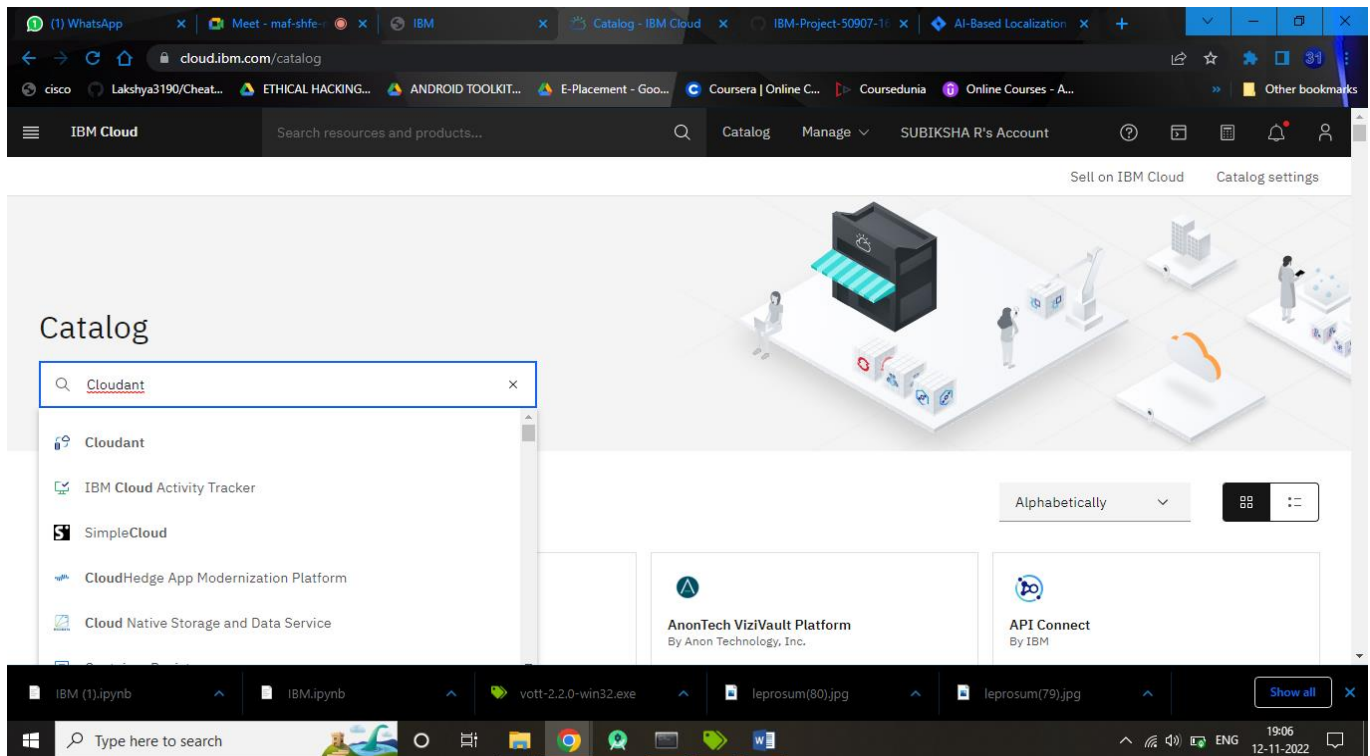 (1) WhatsApp
Meet - maf-shfe-
IBM
Catalog - IBM Cloud
IBM-Project-50907-16
AI-Based Localization
cloud.ibm.com/catalog
31
cisco
Lakshya3190/Cheat...
ETHICAL HACKING...
ANDROID TOOLKIT...
E-Placement - Goo...
Coursera | Online C...
Coursedunia
Online Courses - A...
»
Other bookmarks
IBM Cloud
Search resources and products...
Catalog
Manage
SUBIKSHA R's Account
Sell on IBM Cloud
Catalog settings
Catalog
Cloudant
Cloudant
IBM Cloud Activity Tracker
SimpleCloud
CloudHedge App Modernization Platform
Cloud Native Storage and Data Service
Alphabetically
AnonTech ViziVault Platform
By Anon Technology, Inc.
API Connect
By IBM
IBM (1).ipynb
IBM.ipynb
vott-2.2.0-win32.exe
leprosum(80).jpg
leprosum(79).jpg
Show all
Type here to search
ENG
19:06
12-11-2022